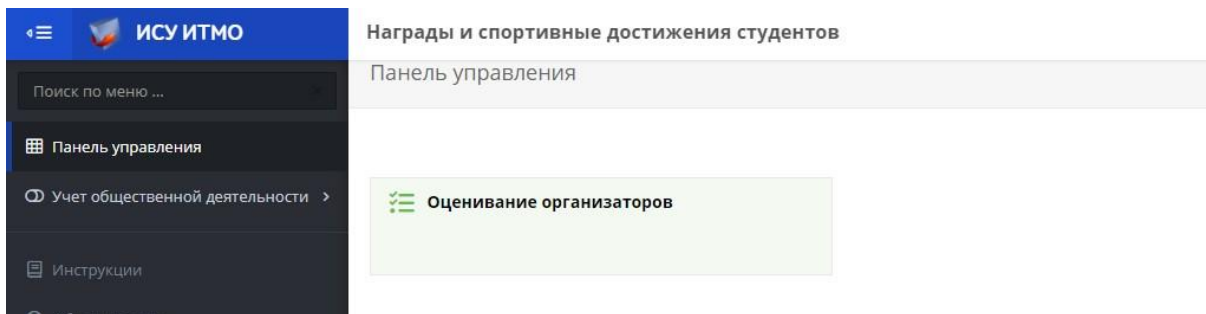 ИСУ ИТМО
Награды и спортивные достижения студентов
Поиск по меню ...
Панель управления
Панель управления
Учет общественной деятельности
Оценивание организаторов
Инструкции